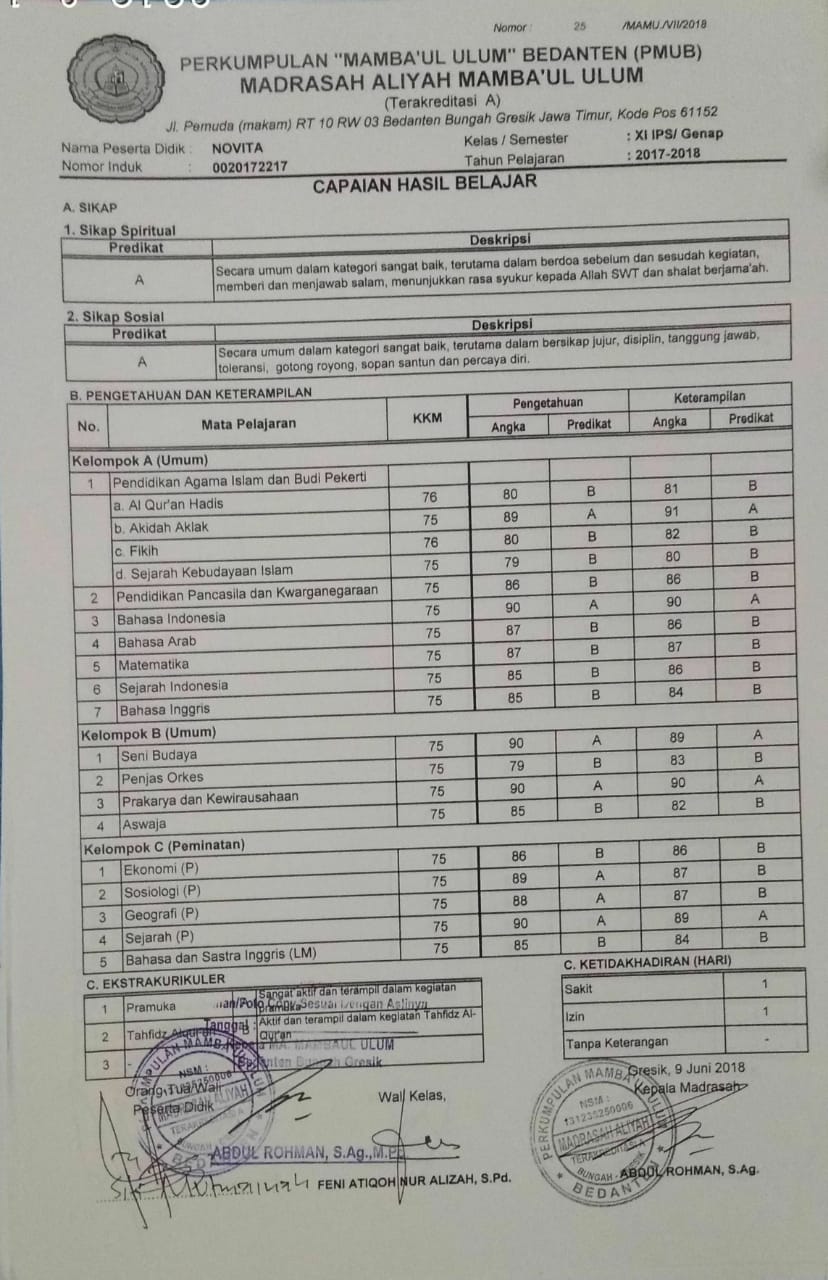 Nomor : 25 /MAMU./VII/2018
PERKUMPULAN "MAMBA'UL ULUM" BEDANTEN (PMUB)
MADRASAH ALIYAH MAMBA'UL ULUM
(Terakreditasi A)
Jl. Pemuda (makam) RT 10 RW 03 Bedanten Bungah Gresik Jawa Timur, Kode Pos 61152
Nama Peserta Didik : NOVITA Kelas / Semester : XI IPS/ Genap
Nomor Induk : 0020172217 Tahun Pelajaran : 2017-2018
CAPAIAN HASIL BELAJAR
A. SIKAP
1. Sikap Spiritual
Predikat Deskripsi
A Secara umum dalam kategori sangat baik, terutama dalam berdoa sebelum dan sesudah kegiatan,
memberi dan menjawab salam, menunjukkan rasa syukur kepada Allah SWT dan shalat berjama'ah.
2. Sikap Sosial
Predikat Deskripsi
A Secara umum dalam kategori sangat baik, terutama dalam bersikap jujur, disiplin, tanggung jawab,
toleransi, gotong royong, sopan santun dan percaya diri.
B. PENGETAHUAN DAN KETERAMPILAN
No. Mata Pelajaran KKM Pengetahuan Keterampilan
Angka Predikat Angka Predikat
Kelompok A (Umum)
1 Pendidikan Agama Islam dan Budi Pekerti
a. Al Qur'an Hadis 76 80 B 81 B
b. Akidah Aklak 75 89 A 91 A
c. Fikih 76 80 B 82 B
d. Sejarah Kebudayaan Islam 75 79 B 80 B
2 Pendidikan Pancasila dan Kwarganegaraan 75 86 B 86 B
3 Bahasa Indonesia 75 90 A 90 A
4 Bahasa Arab 75 87 B 86 B
5 Matematika 75 87 B 87 B
6 Sejarah Indonesia 75 85 B 86 B
7 Bahasa Inggris 75 85 B 84 B
Kelompok B (Umum)
1 Seni Budaya 75 90 A 89 A
2 Penjas Orkes 75 79 B 83 B
3 Prakarya dan Kewirausahaan 75 90 A 90 A
4 Aswaja 75 85 B 82 B
Kelompok C (Peminatan)
1 Ekonomi (P) 75 86 B 86 B
2 Sosiologi (P) 75 89 A 87 B
3 Geografi (P) 75 88 A 87 B
4 Sejarah (P) 75 90 A 89 A
5 Bahasa dan Sastra Inggris (LM) 75 85 B 84 B
C. EKSTRAKURIKULER
1 Pramuka Sangat aktif dan terampil dalam kegiatan
pramuka
2 Tahfidz Alqur'an B Aktif dan terampil dalam kegiatan Tahfidz Al-
Qur'an
3 -
Copy Sesuai Dengan Aslinya
Tanggal :
MA. MAMBAUL ULUM
Bedanten Bungah Gresik
C. KETIDAKHADIRAN (HARI)
Sakit 1
Izin 1
Tanpa Keterangan -
Orang Tua/Wali
Peserta Didik
Wali Kelas,
Gresik, 9 Juni 2018
Kepala Madrasah
PERKUMPULAN MAMBA'UL ULUM
NSM :
131235250006
MADRASAH ALIYAH
TERAKREDITASI A
BUNGAH - GRESIK
BEDANTEN
ABDUL ROHMAN, S.Ag.,M.Pd
FENI ATIQOH NUR ALIZAH, S.Pd.
ABDUL ROHMAN, S.Ag.